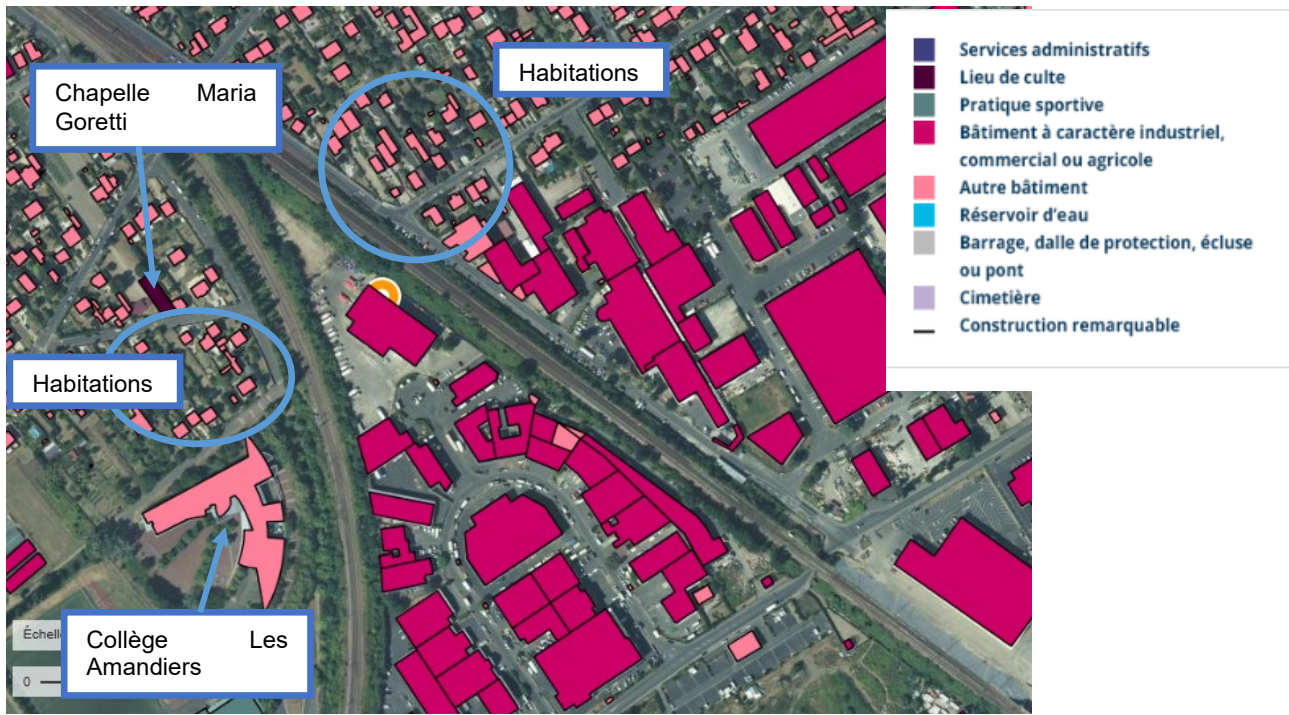 Habitations
Chapelle Maria
Goretti
Habitations
Collège Les
Amandiers
Échelle
0
Services administratifs
Lieu de culte
Pratique sportive
Bâtiment à caractère industriel,
commercial ou agricole
Autre bâtiment
Réservoir d'eau
Barrage, dalle de protection, écluse
ou pont
Cimetière
Construction remarquable